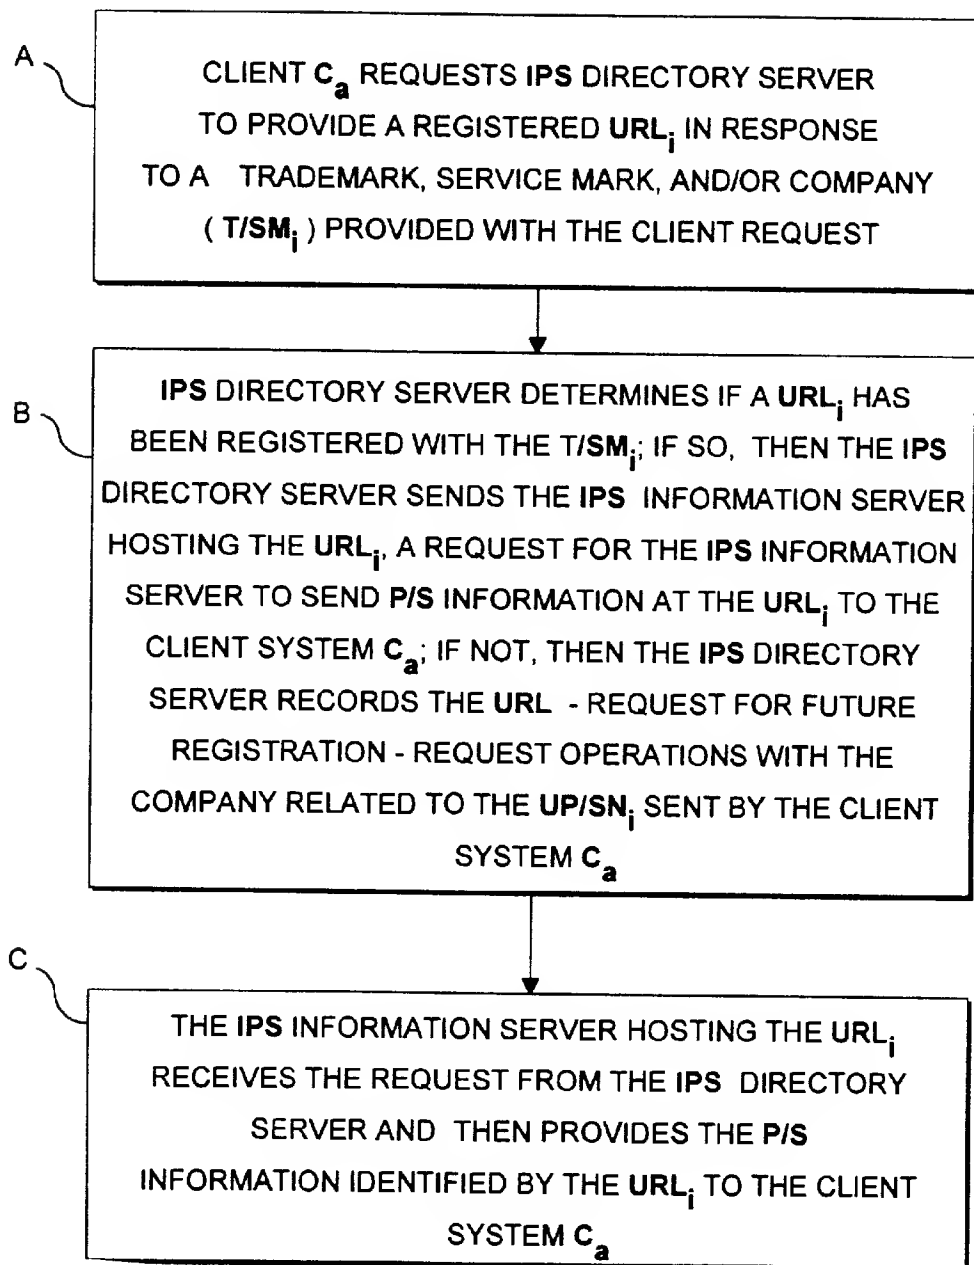 A
CLIENT Ca REQUESTS IPS DIRECTORY SERVER
TO PROVIDE A REGISTERED URLi IN RESPONSE
TO A TRADEMARK, SERVICE MARK, AND/OR COMPANY
( T/SMi ) PROVIDED WITH THE CLIENT REQUEST
B
IPS DIRECTORY SERVER DETERMINES IF A URLi HAS
BEEN REGISTERED WITH THE T/SMi; IF SO, THEN THE IPS
DIRECTORY SERVER SENDS THE IPS INFORMATION SERVER
HOSTING THE URLi, A REQUEST FOR THE IPS INFORMATION
SERVER TO SEND P/S INFORMATION AT THE URLi TO THE
CLIENT SYSTEM Ca; IF NOT, THEN THE IPS DIRECTORY
SERVER RECORDS THE URL - REQUEST FOR FUTURE
REGISTRATION - REQUEST OPERATIONS WITH THE
COMPANY RELATED TO THE UP/SNi SENT BY THE CLIENT
SYSTEM Ca
C
THE IPS INFORMATION SERVER HOSTING THE URLi
RECEIVES THE REQUEST FROM THE IPS DIRECTORY
SERVER AND THEN PROVIDES THE P/S
INFORMATION IDENTIFIED BY THE URLi TO THE CLIENT
SYSTEM Ca